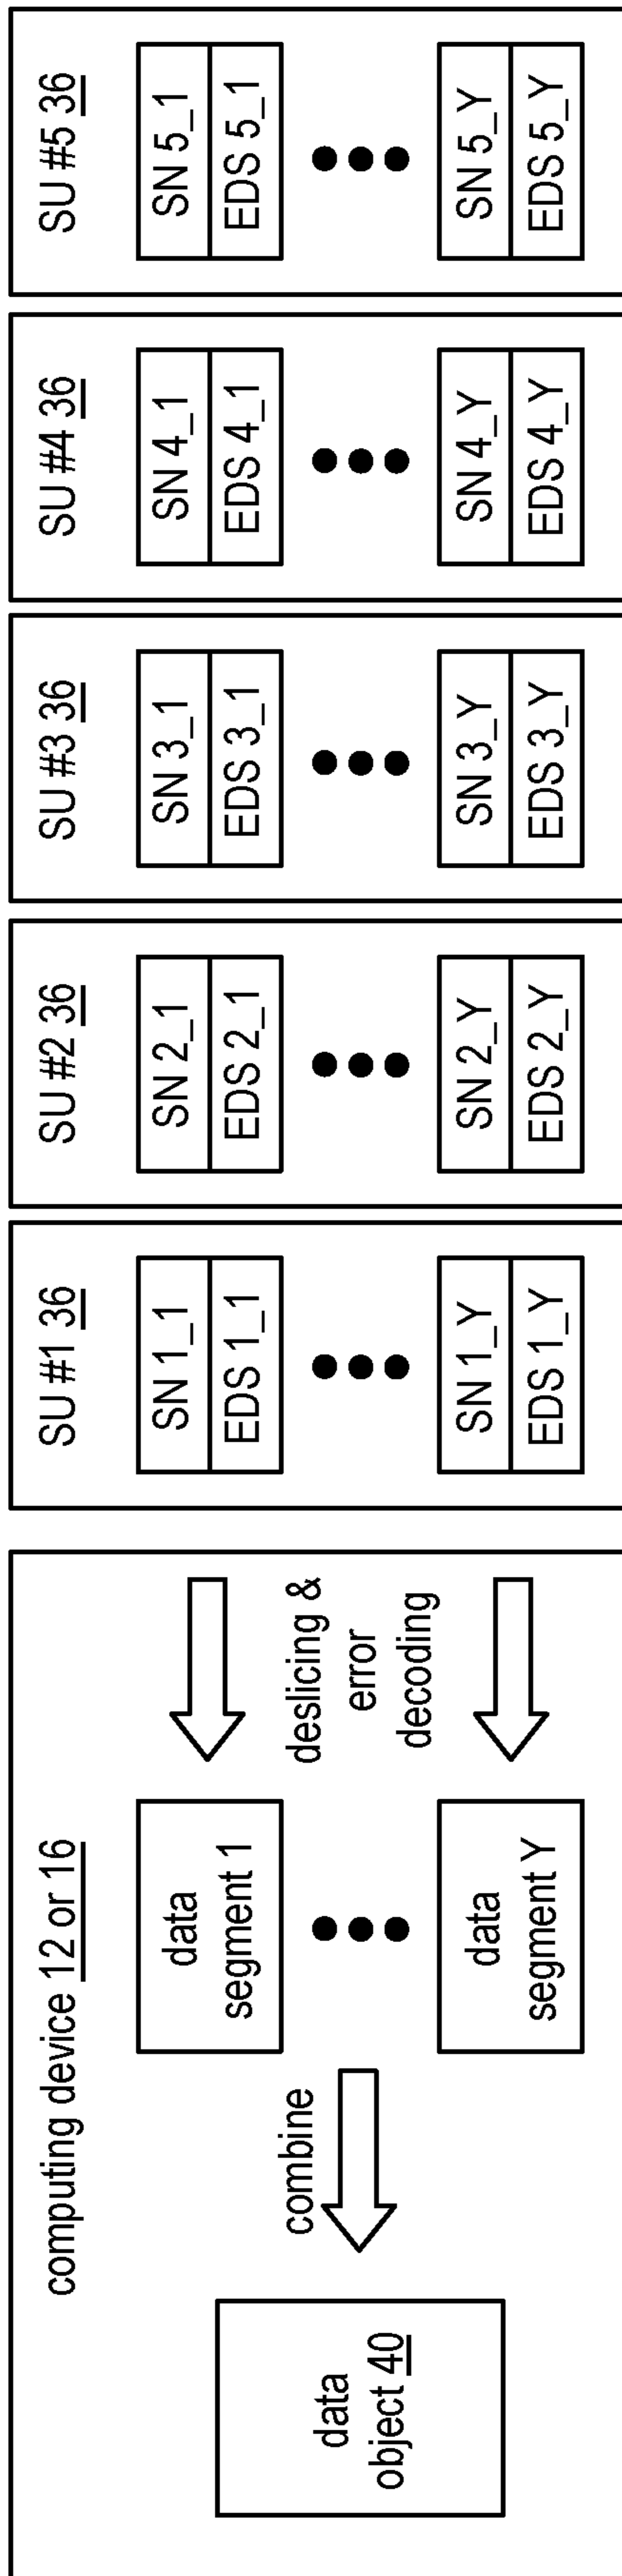 computing device 12 or 16
data
object 40
combine
data
segment 1
data
segment Y
deslicing &
error
decoding
SU #1 36
SN 1_1
EDS 1_1
SN 1_Y
EDS 1_Y
SU #2 36
SN 2_1
EDS 2_1
SN 2_Y
EDS 2_Y
SU #3 36
SN 3_1
EDS 3_1
SN 3_Y
EDS 3_Y
SU #4 36
SN 4_1
EDS 4_1
SN 4_Y
EDS 4_Y
SU #5 36
SN 5_1
EDS 5_1
SN 5_Y
EDS 5_Y